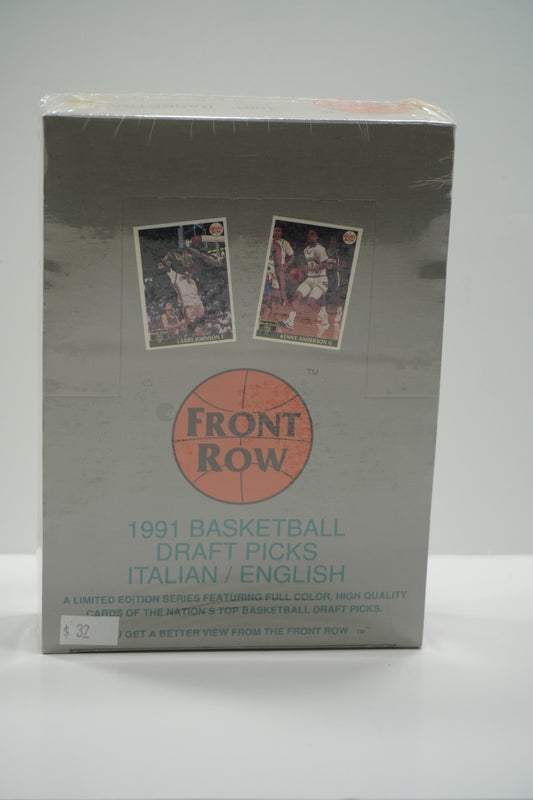 1991 BASKETBALL
LARRY JOHNSON F
KENNY ANDERSON G
TM
FRONT
ROW
1991 BASKETBALL
DRAFT PICKS
ITALIAN / ENGLISH
A LIMITED EDITION SERIES FEATURING FULL COLOR, HIGH QUALITY
CARDS OF THE NATION'S TOP BASKETBALL DRAFT PICKS.
$ 32
GET A BETTER VIEW FROM THE FRONT ROW TM